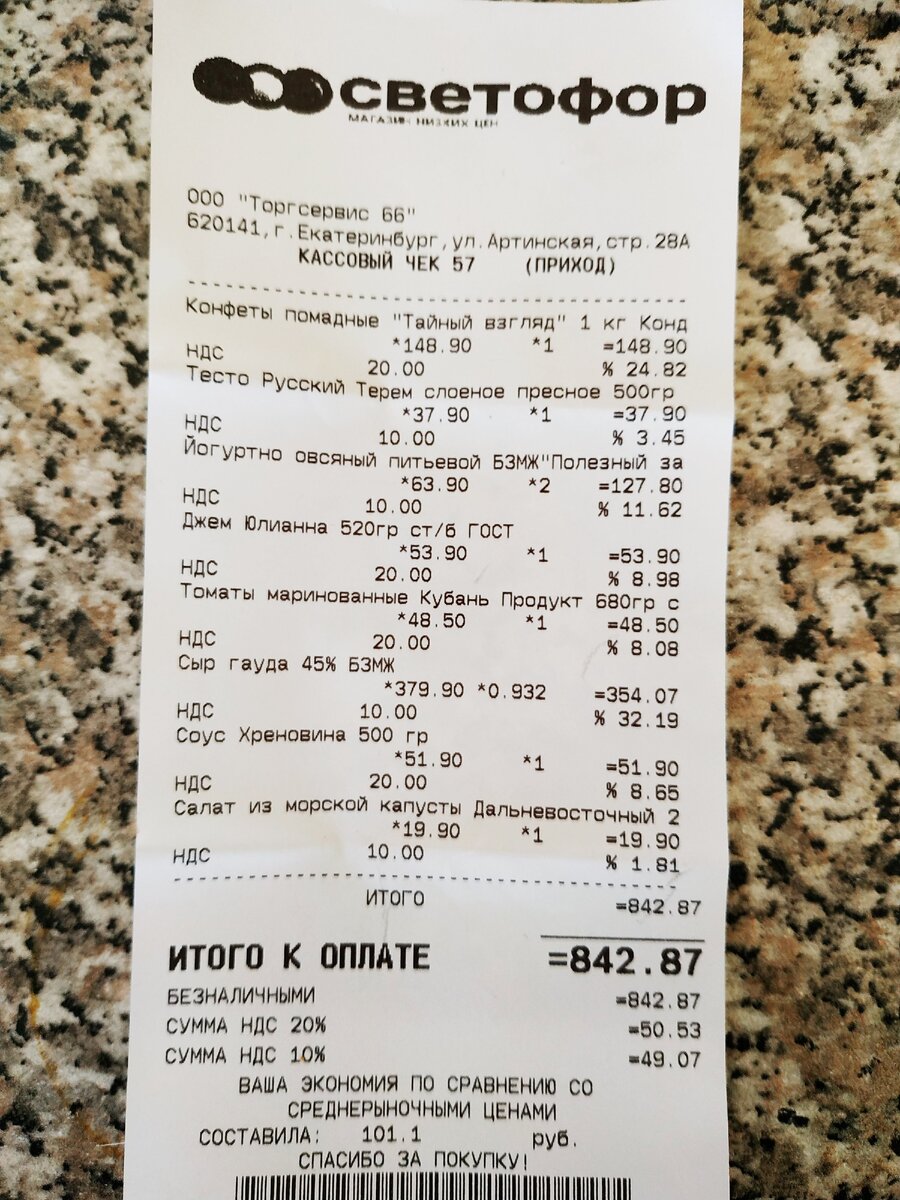 светофор
МАГАЗИН НИЗКИХ ЦЕН
ООО "Торгсервис 66"
620141,г.Екатеринбург,ул.Артинская,стр.28А
КАССОВЫЙ ЧЕК 57 (ПРИХОД)
Конфеты помадные "Тайный взгляд" 1 кг Конд
*148.90 *1 =148.90
НДС 20.00 % 24.82
Тесто Русский Терем слоеное пресное 500гр
*37.90 *1 =37.90
НДС 10.00 % 3.45
Йогуртно овсяный питьевой БЗМЖ"Полезный за
*63.90 *2 =127.80
НДС 10.00 % 11.62
Джем Юлианна 520гр ст/б ГОСТ
*53.90 *1 =53.90
НДС 20.00 % 8.98
Томаты маринованные Кубань Продукт 680гр с
*48.50 *1 =48.50
НДС 20.00 % 8.08
Сыр гауда 45% БЗМЖ
*379.90 *0.932 =354.07
НДС 10.00 % 32.19
Соус Хреновина 500 гр
*51.90 *1 =51.90
НДС 20.00 % 8.65
Салат из морской капусты Дальневосточный 2
*19.90 *1 =19.90
НДС 10.00 % 1.81
ИТОГО =842.87
ИТОГО К ОПЛАТЕ =842.87
БЕЗНАЛИЧНЫМИ =842.87
СУММА НДС 20% =50.53
СУММА НДС 10% =49.07
ВАША ЭКОНОМИЯ ПО СРАВНЕНИЮ СО
СРЕДНЕРЫНОЧНЫМИ ЦЕНАМИ
СОСТАВИЛА: 101.1 руб.
СПАСИБО ЗА ПОКУПКУ!